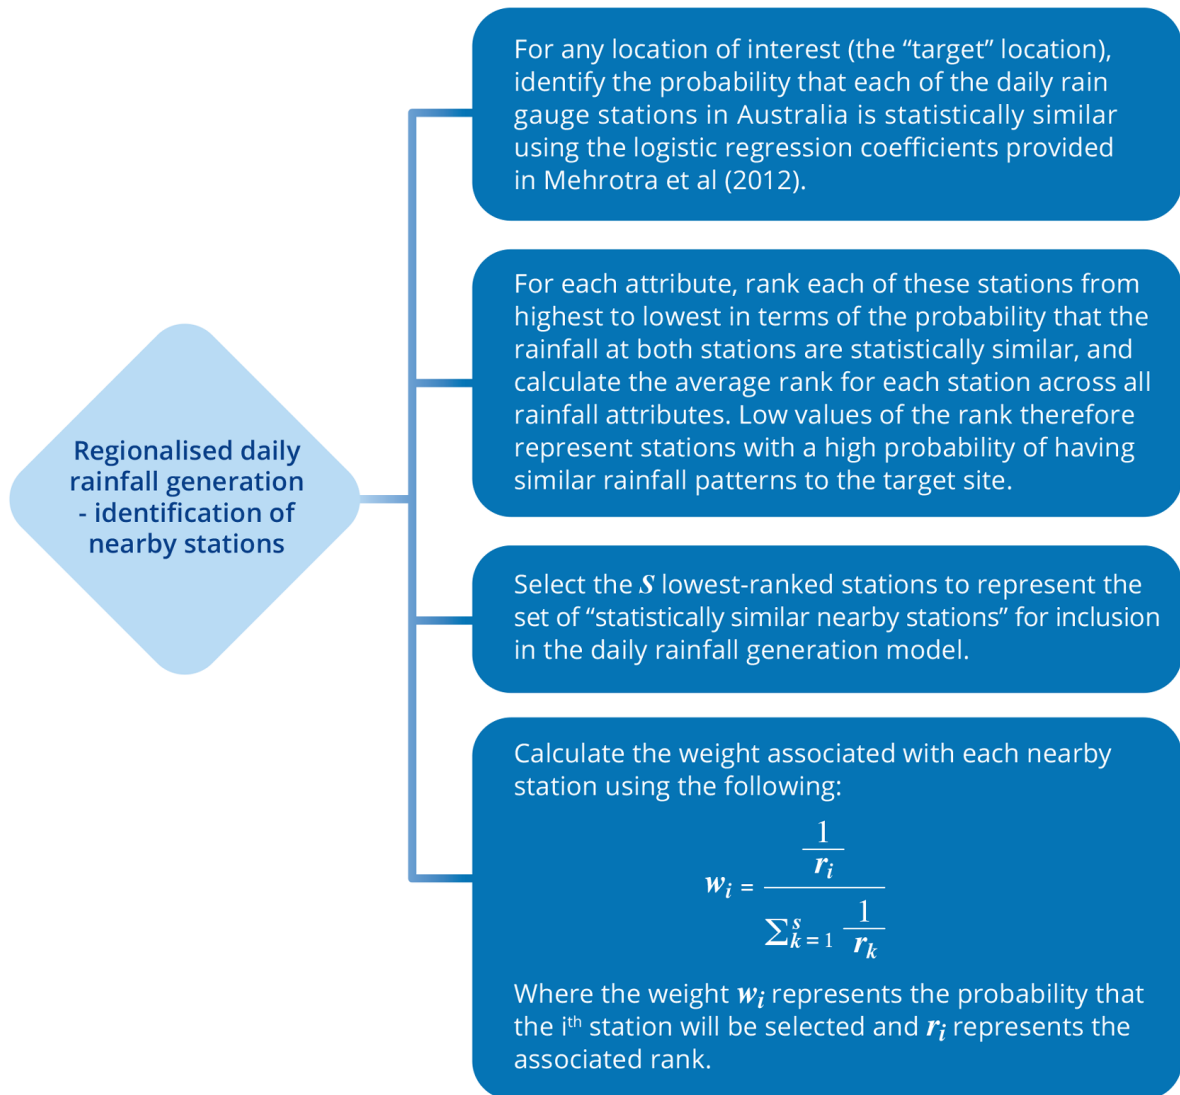 For any location of interest (the “target” location),
identify the probability that each of the daily rain
gauge stations in Australia is statistically similar
using the logistic regression coefficients provided
in Mehrotra et al (2012).
For each attribute, rank each of these stations from
highest to lowest in terms of the probability that the
rainfall at both stations are statistically similar, and
calculate the average rank for each station across all
rainfall attributes. Low values of the rank therefore
represent stations with a high probability of having
similar rainfall patterns to the target site.
Regionalised daily
rainfall generation
- identification of
nearby stations
Select the S lowest-ranked stations to represent the
set of “statistically similar nearby stations” for inclusion
in the daily rainfall generation model.
Calculate the weight associated with each nearby
station using the following:
w_i = \frac{\frac{1}{r_i}}{\sum_{k=1}^{s} \frac{1}{r_k}}
Where the weight w_i represents the probability that
the i^th station will be selected and r_i represents the
associated rank.